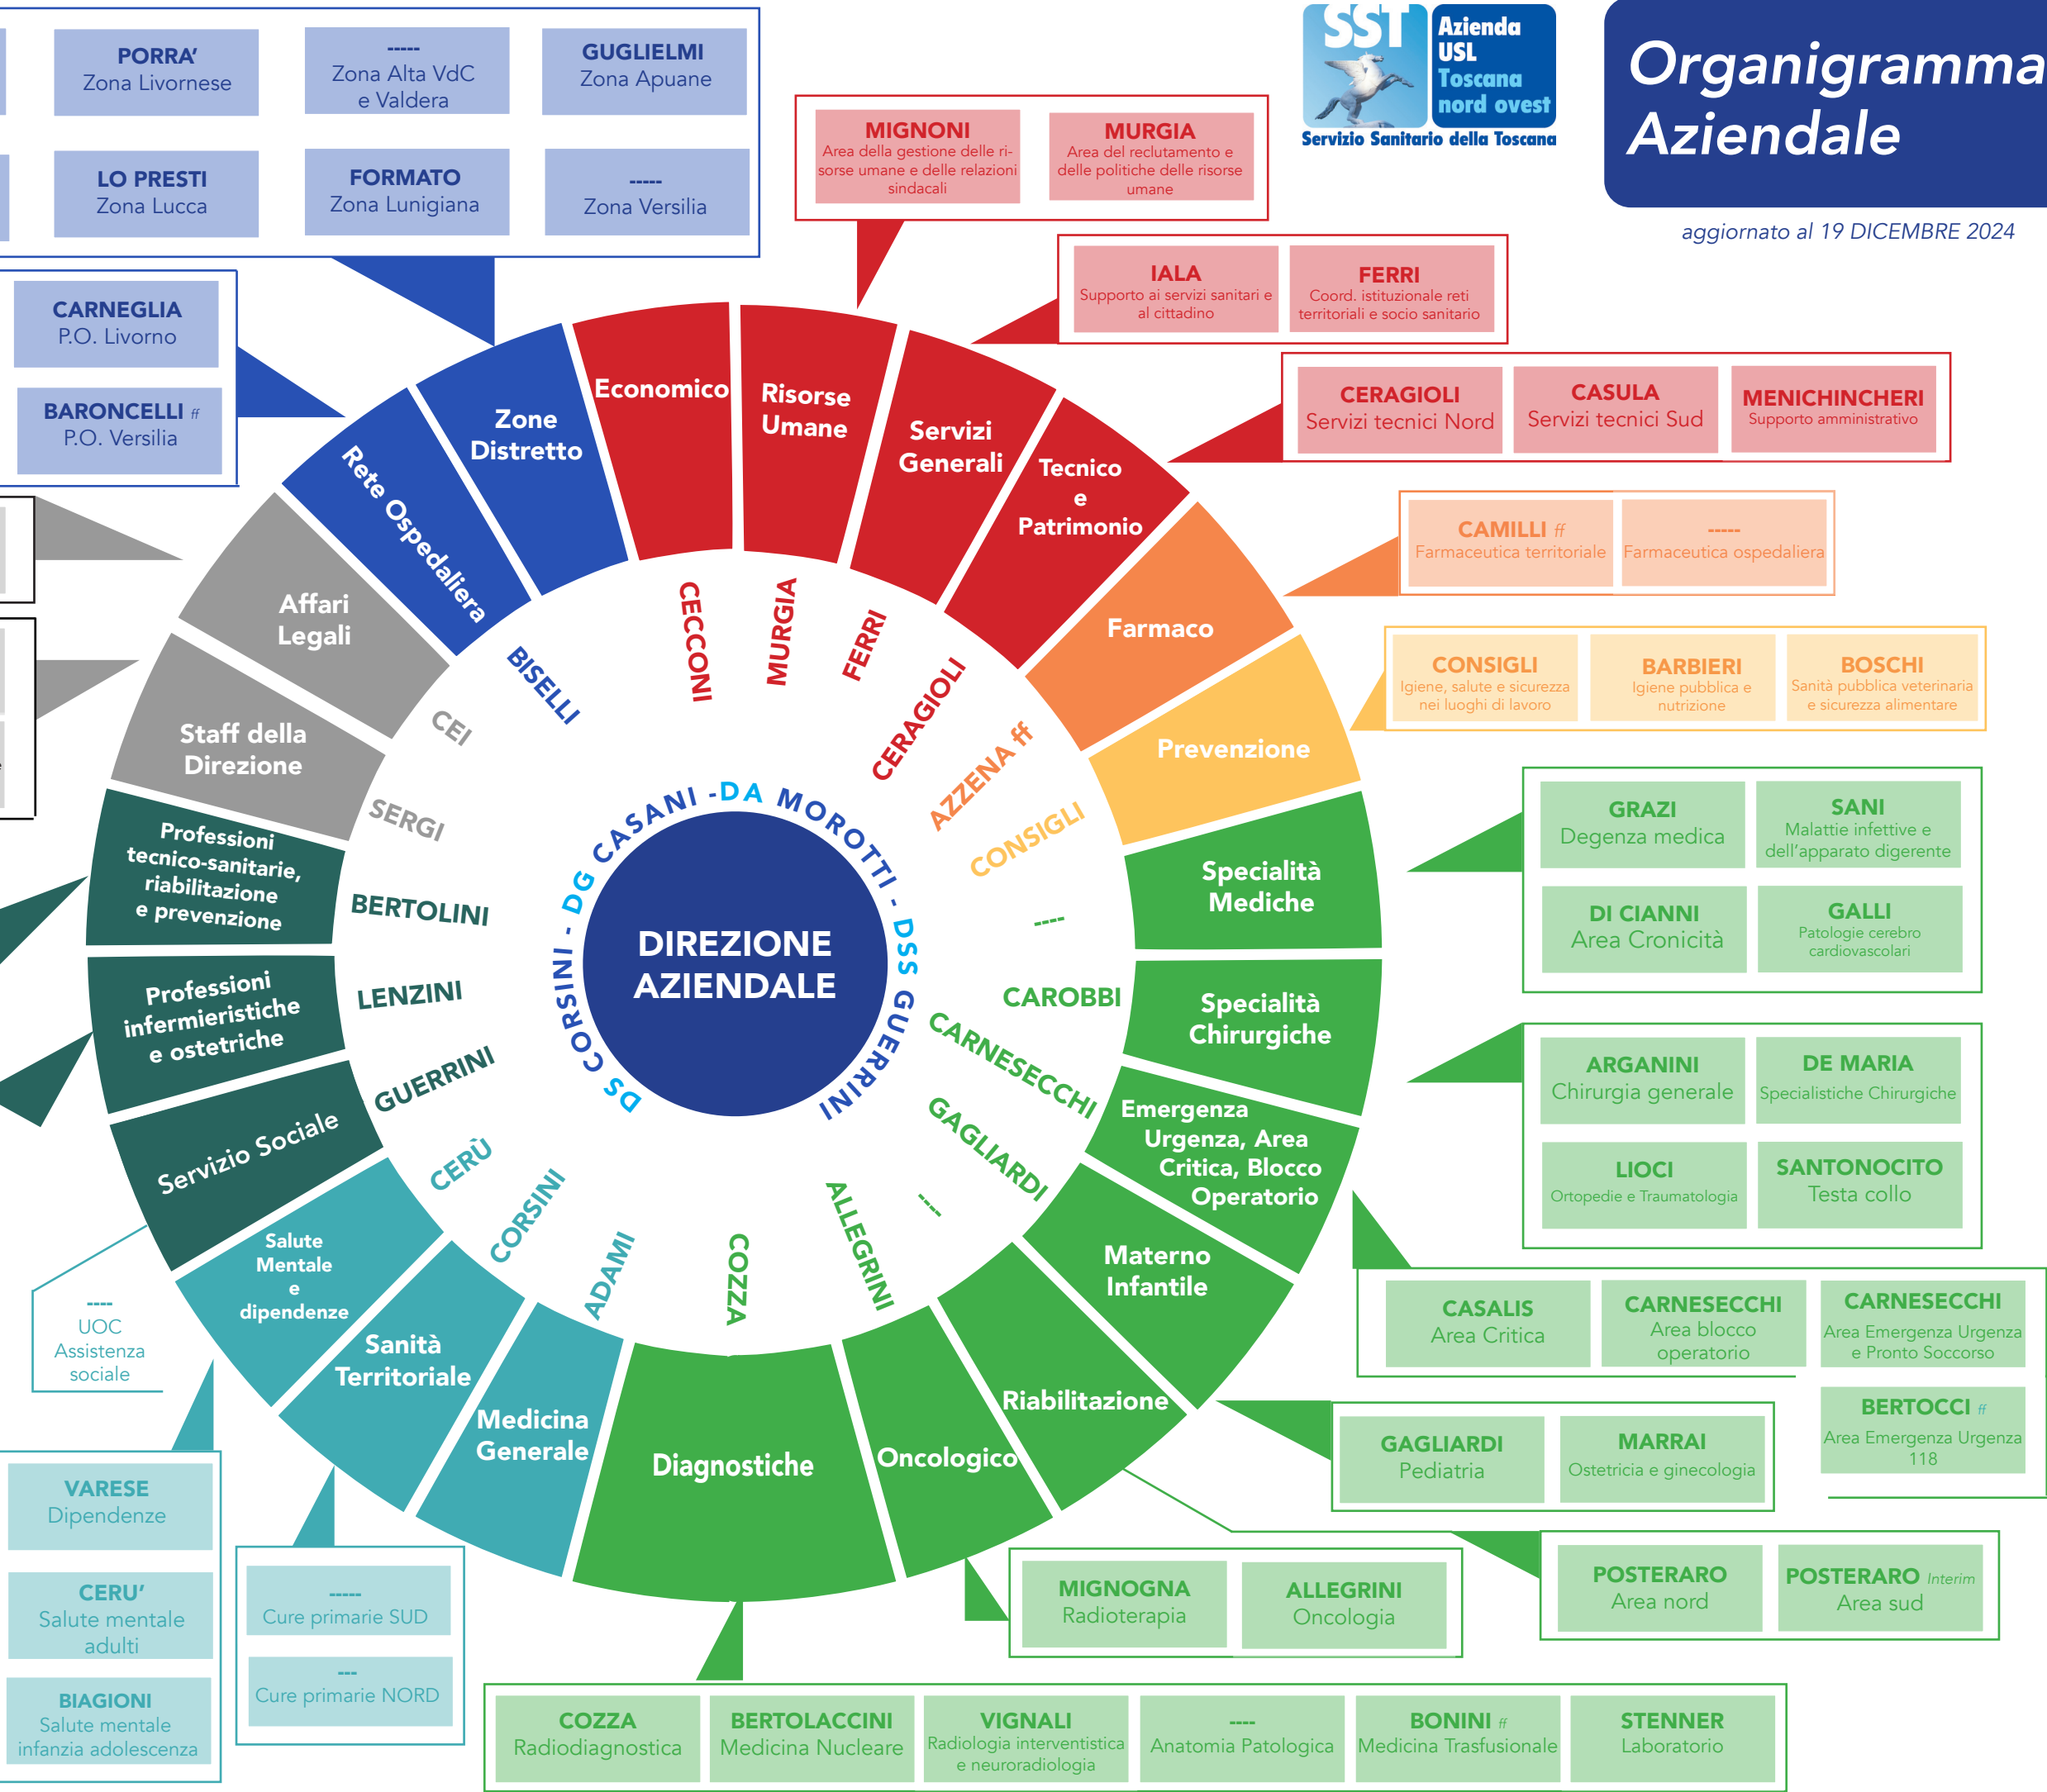 SST
Azienda
USL
Toscana
nord ovest
Servizio Sanitario della Toscana
Organigramma
Aziendale
aggiornato al 19 DICEMBRE 2024
PORRA’
Zona Livornese
-----
Zona Alta VdC
e Valdera
GUGLIELMI
Zona Apuane
LO PRESTI
Zona Lucca
FORMATO
Zona Lunigiana
-----
Zona Versilia
CARNEGLIA
P.O. Livorno
BARONCELLI ff
P.O. Versilia
MIGNONI
Area della gestione delle ri-
sorse umane e delle relazioni
sindacali
MURGIA
Area del reclutamento e
delle politiche delle risorse
umane
IALA
Supporto ai servizi sanitari e
al cittadino
FERRI
Coord. istituzionale reti
territoriali e socio sanitario
CERAGIOLI
Servizi tecnici Nord
CASULA
Servizi tecnici Sud
MENICHINCHERI
Supporto amministrativo
CAMILLI ff
Farmaceutica territoriale
-----
Farmaceutica ospedaliera
CONSIGLI
Igiene, salute e sicurezza
nei luoghi di lavoro
BARBIERI
Igiene pubblica e
nutrizione
BOSCHI
Sanità pubblica veterinaria
e sicurezza alimentare
GRAZI
Degenza medica
SANI
Malattie infettive e
dell’apparato digerente
DI CIANNI
Area Cronicità
GALLI
Patologie cerebro
cardiovascolari
ARGANINI
Chirurgia generale
DE MARIA
Specialistiche Chirurgiche
LIOCI
Ortopedie e Traumatologia
SANTONOCITO
Testa collo
CASALIS
Area Critica
CARNESECCHI
Area blocco
operatorio
CARNESECCHI
Area Emergenza Urgenza
e Pronto Soccorso
BERTOCCI ff
Area Emergenza Urgenza
118
GAGLIARDI
Pediatria
MARRAI
Ostetricia e ginecologia
POSTERARO
Area nord
POSTERARO Interim
Area sud
MIGNOGNA
Radioterapia
ALLEGRINI
Oncologia
COZZA
Radiodiagnostica
BERTOLACCINI
Medicina Nucleare
VIGNALI
Radiologia interventistica
e neuroradiologia
----
Anatomia Patologica
BONINI ff
Medicina Trasfusionale
STENNER
Laboratorio
-----
Cure primarie SUD
---
Cure primarie NORD
VARESE
Dipendenze
CERU’
Salute mentale
adulti
BIAGIONI
Salute mentale
infanzia adolescenza
----
UOC
Assistenza
sociale
Economico
Risorse
Umane
Servizi
Generali
Tecnico
e
Patrimonio
Farmaco
Prevenzione
Specialità
Mediche
Specialità
Chirurgiche
Emergenza
Urgenza, Area
Critica, Blocco
Operatorio
Materno
Infantile
Riabilitazione
Oncologico
Diagnostiche
Medicina
Generale
Sanità
Territoriale
Salute
Mentale
e
dipendenze
Servizio Sociale
Professioni
infermieristiche
e ostetriche
Professioni
tecnico-sanitarie,
riabilitazione
e prevenzione
Staff della
Direzione
Affari
Legali
Rete Ospedaliera
Zone
Distretto
CECCONI
MURGIA
FERRI
CERAGIOLI
AZZENA ff
CONSIGLI
----
CAROBBI
CARNESECCHI
GAGLIARDI
----
ALLEGRINI
COZZA
ADAMI
CORSINI
CERÙ
GUERRINI
LENZINI
BERTOLINI
SERGI
CEI
BISELLI
DS CORSINI - DG CASANI -DA MOROTTI - DSS GUERRINI
DIREZIONE
AZIENDALE